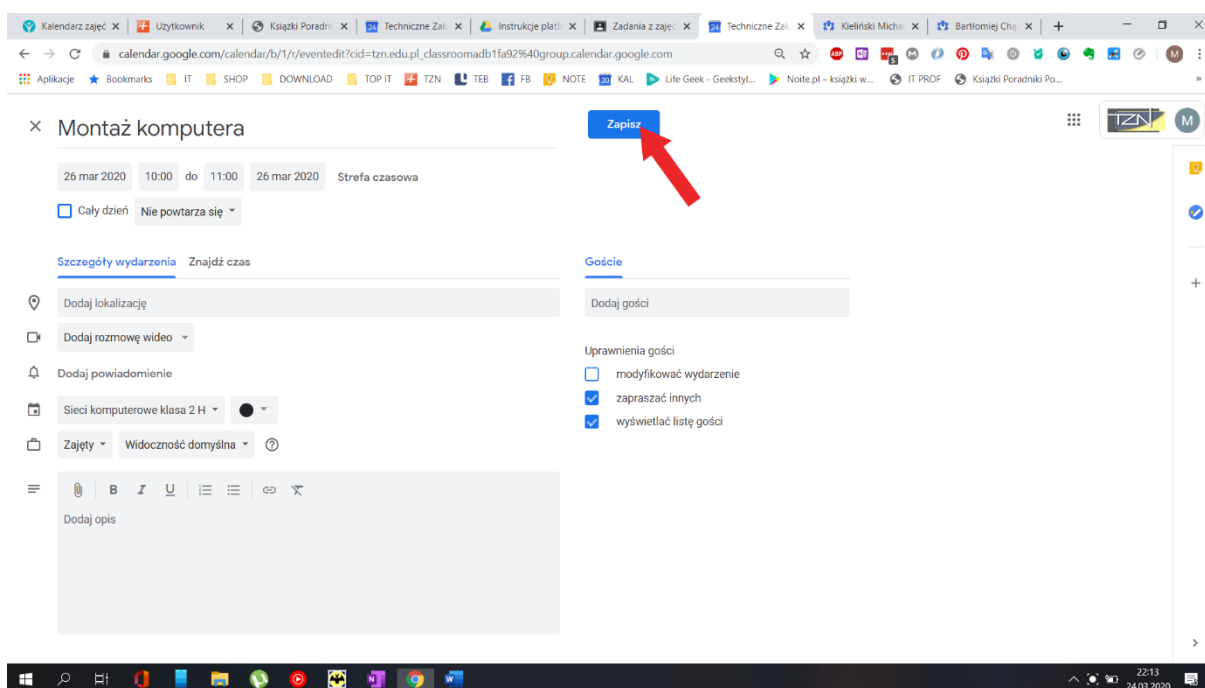 Kalendarz zajęć
Użytkownik
Książki Poradni
Techniczne Zak
Instrukcje platf
Zadania z zajęć
Techniczne Zak
Kieliński Micha
Bartłomiej Cha
calendar.google.com/calendar/b/1/r/eventedit?cid=tzn.edu.pl_classroomadb1fa92%40group.calendar.google.com
Aplikacje Bookmarks IT SHOP DOWNLOAD TOP IT TZN TEB FB NOTE KAL Life Geek - Geekstyl... Noite.pl – książki w... IT PROF Książki Poradniki Po...
Montaż komputera
Zapisz
TZN
M
26 mar 2020 10:00 do 11:00 26 mar 2020 Strefa czasowa
Cały dzień Nie powtarza się
Szczegóły wydarzenia Znajdź czas
Goście
Dodaj lokalizację
Dodaj gości
Dodaj rozmowę wideo
Uprawnienia gości
Dodaj powiadomienie
modyfikować wydarzenie
Sieci komputerowe klasa 2 H
zapraszać innych
Zajęty Widoczność domyślna
wyświetlać listę gości
B I U
Dodaj opis
22:13
24.03.2020